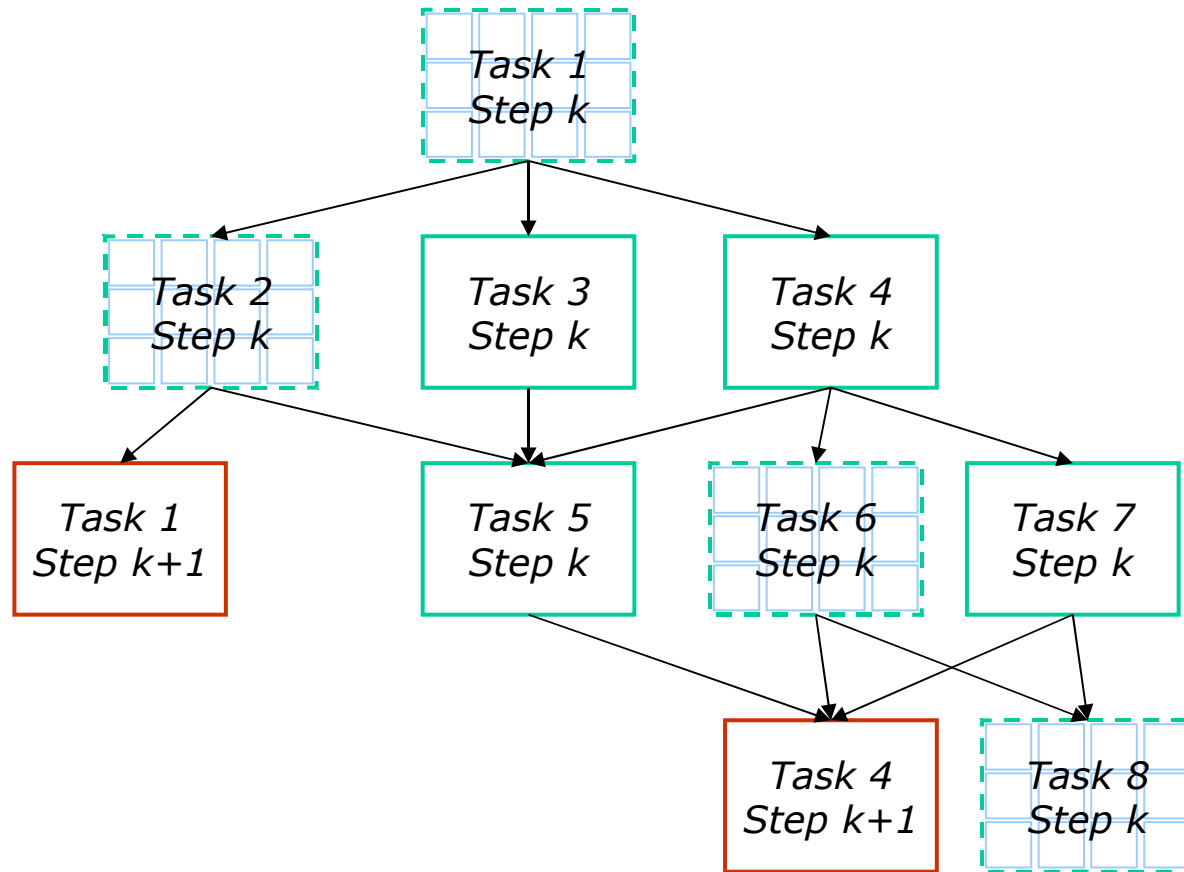 Task 1
Step k
Task 2
Step k
Task 3
Step k
Task 4
Step k
Task 1
Step k+1
Task 5
Step k
Task 6
Step k
Task 7
Step k
Task 4
Step k+1
Task 8
Step k